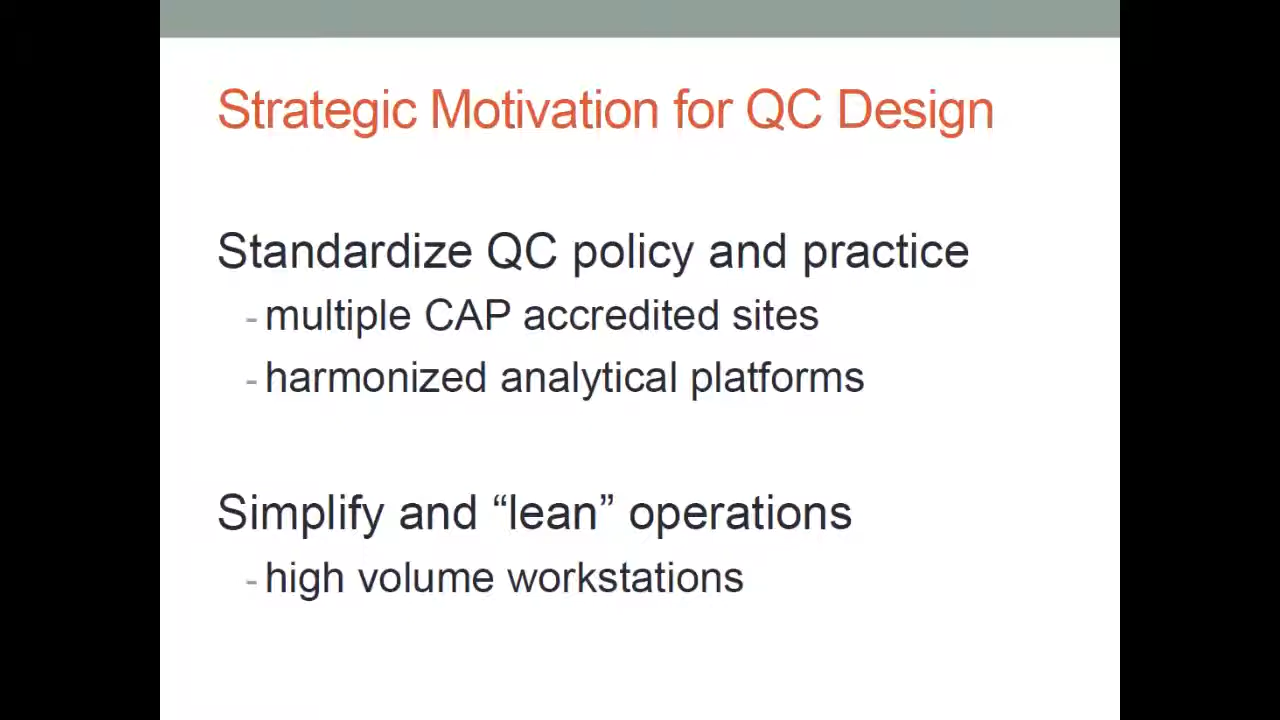 Strategic Motivation for QC Design
Standardize QC policy and practice
- multiple CAP accredited sites
- harmonized analytical platforms
Simplify and “lean” operations
- high volume workstations